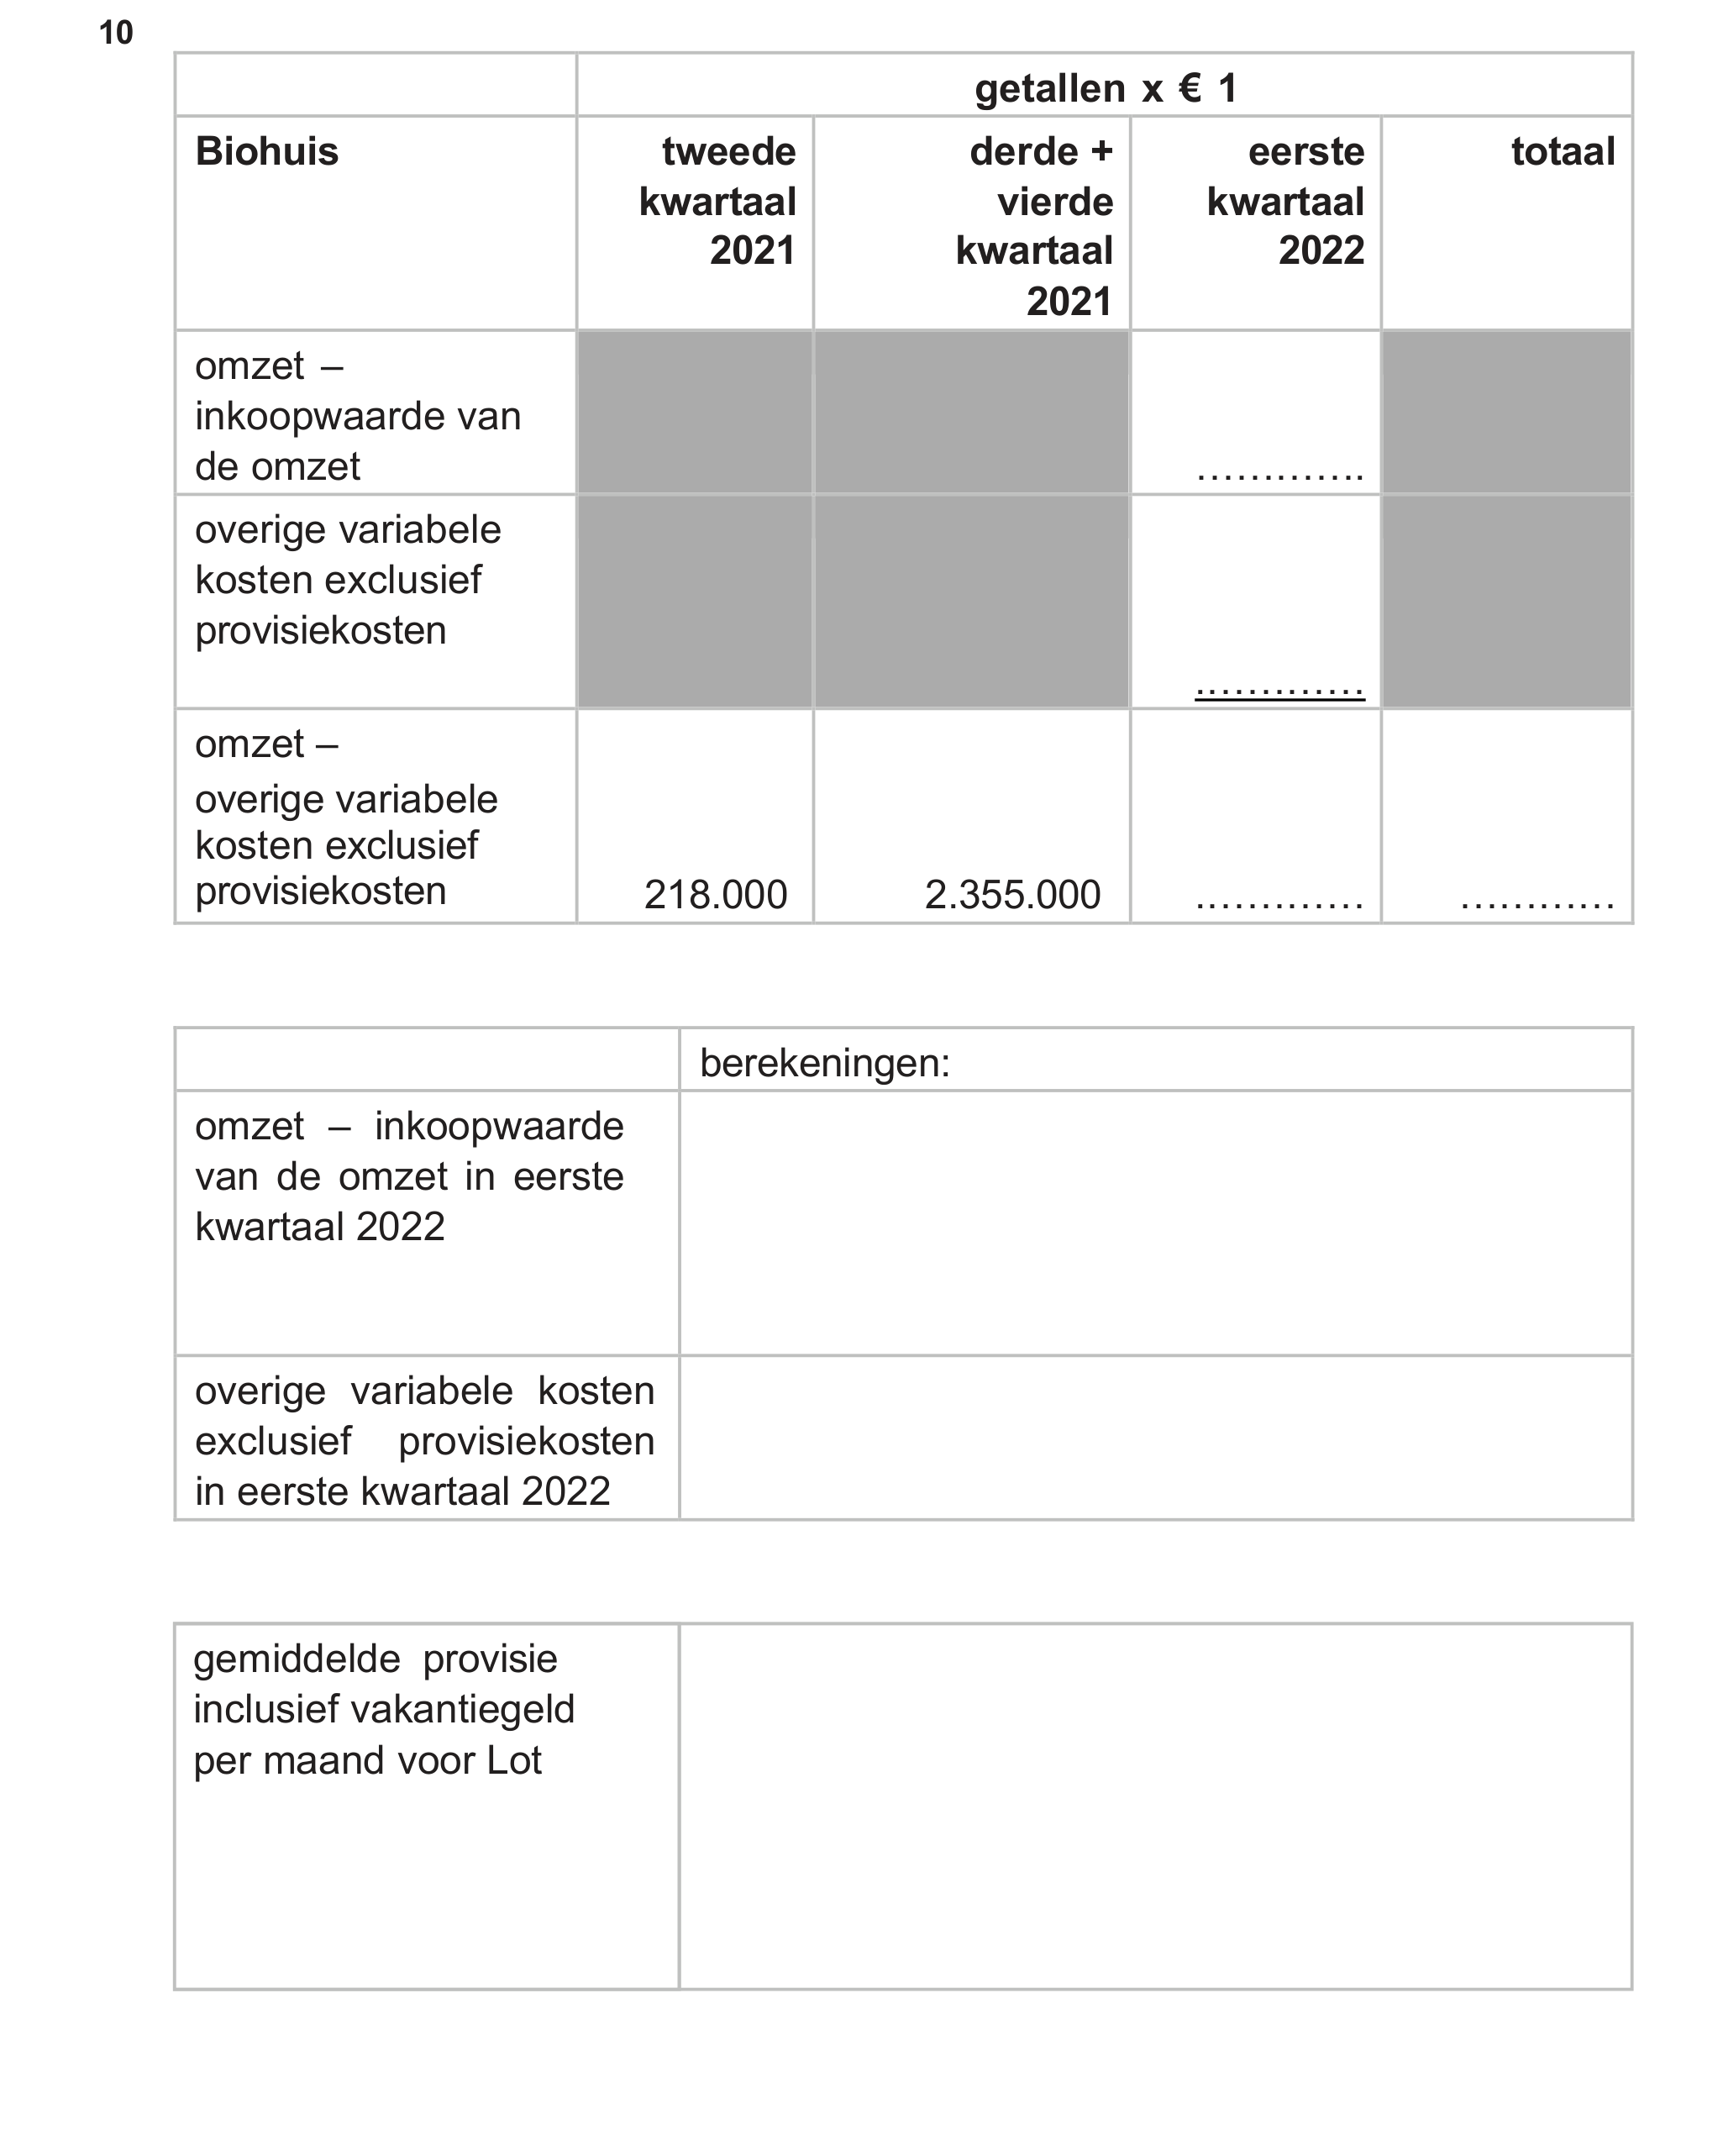 10
getallen x € 1
Biohuis
tweede
kwartaal
2021
derde +
vierde
kwartaal
2021
eerste
kwartaal
2022
totaal
omzet –
inkoopwaarde van
de omzet
………….
overige variabele
kosten exclusief
provisiekosten
………….
omzet –
overige variabele
kosten exclusief
provisiekosten
218.000
2.355.000
………….
…………
berekeningen:
omzet – inkoopwaarde
van de omzet in eerste
kwartaal 2022
overige variabele kosten
exclusief provisiekosten
in eerste kwartaal 2022
gemiddelde provisie
inclusief vakantiegeld
per maand voor Lot